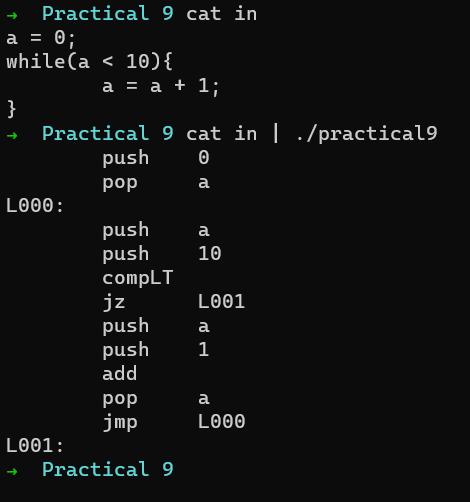 → Practical 9 cat in
a = 0;
while(a < 10){
        a = a + 1;
}
→ Practical 9 cat in | ./practical9
        push    0
        pop     a
L000:
        push    a
        push    10
        compLT
        jz      L001
        push    a
        push    1
        add
        pop     a
        jmp     L000
L001:
→ Practical 9